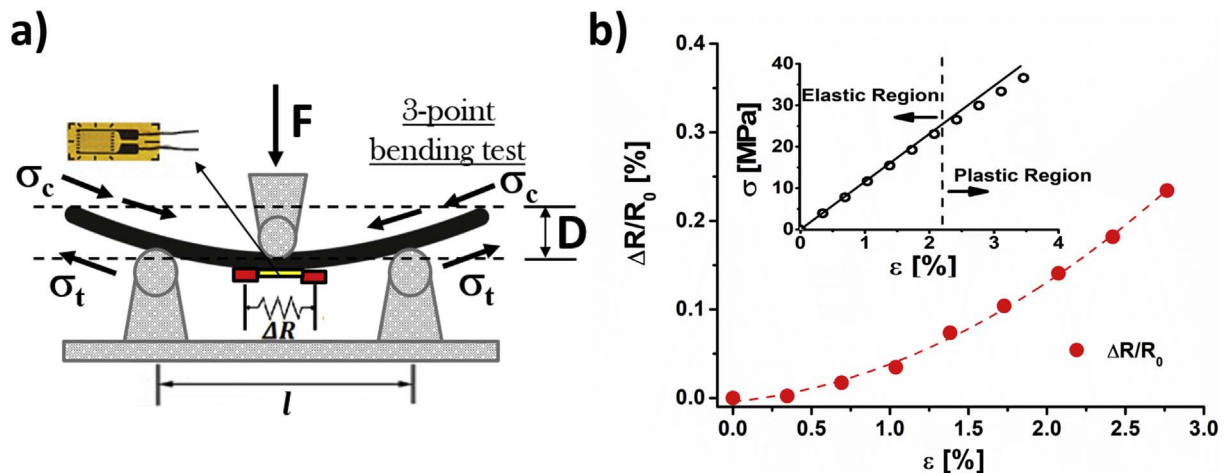 a)
F
3-point
bending test
σc
σc
D
σt
σt
ΔR
l
b)
ΔR/R0 [%]
0.4
0.3
0.2
0.1
0.0
0.0 0.5 1.0 1.5 2.0 2.5 3.0
ε [%]
ΔR/R0
σ [MPa]
40
30
20
10
0
0 1 2 3 4
ε [%]
Elastic Region
Plastic Region